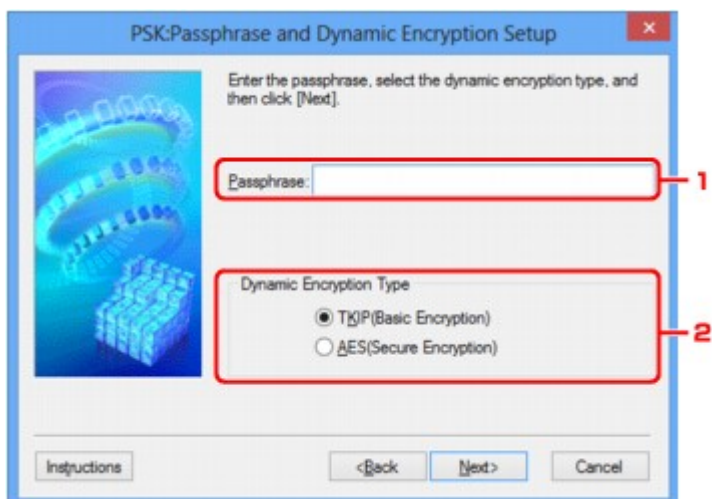 PSK:Passphrase and Dynamic Encryption Setup
Enter the passphrase, select the dynamic encryption type, and
then click [Next].
Passphrase:
1
Dynamic Encryption Type
TKIP(Basic Encryption)
AES(Secure Encryption)
2
Instructions
<Back
Next>
Cancel